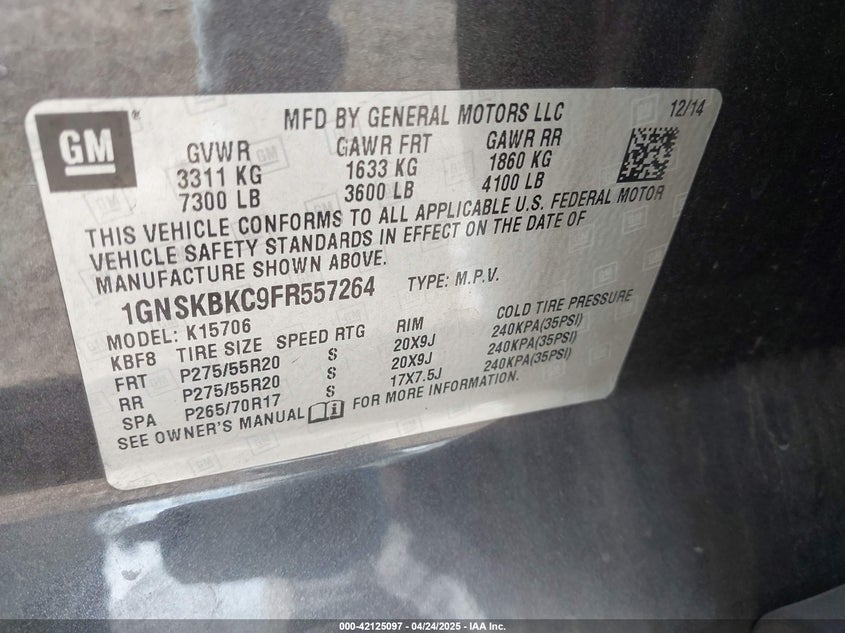 GM
MFD BY GENERAL MOTORS LLC
12/14
GVWR GAWR FRT GAWR RR
3311 KG 1633 KG 1860 KG
7300 LB 3600 LB 4100 LB
THIS VEHICLE CONFORMS TO ALL APPLICABLE U.S. FEDERAL MOTOR
VEHICLE SAFETY STANDARDS IN EFFECT ON THE DATE OF
MANUFACTURE SHOWN ABOVE.
1GNSKBKC9FR557264 TYPE: M.P.V.
MODEL: K15706
KBF8 TIRE SIZE SPEED RTG RIM COLD TIRE PRESSURE
FRT P275/55R20 S 20X9J 240KPA(35PSI)
RR P275/55R20 S 20X9J 240KPA(35PSI)
SPA P265/70R17 S 17X7.5J 240KPA(35PSI)
SEE OWNER'S MANUAL FOR MORE INFORMATION.
000-42125097 - 04/24/2025 - IAA Inc.